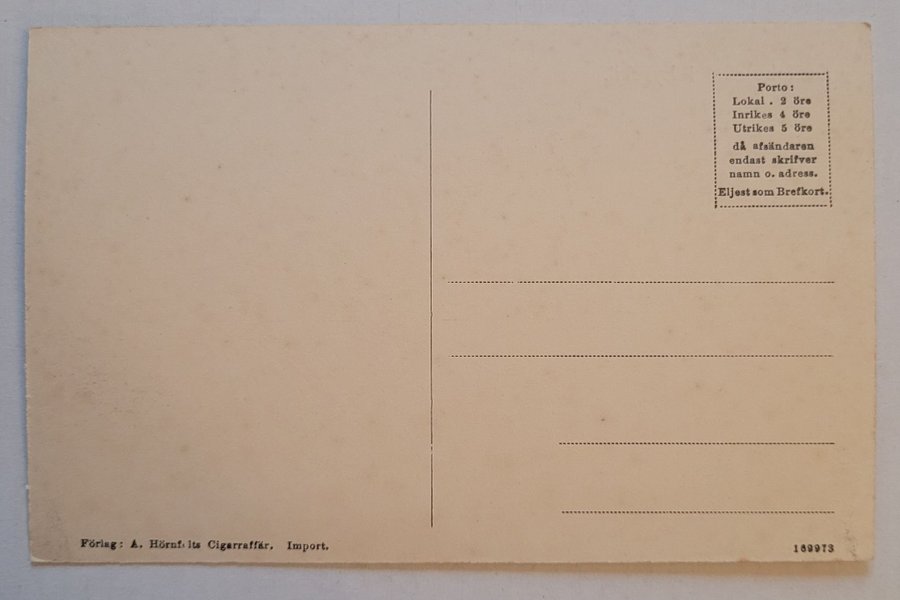 Porto:
Lokal . 2 öre
Inrikes 4 öre
Utrikes 5 öre
då afsändaren
endast skrifver
namn o. adress.
Eljest som Brefkort.
Förlag: A. Cigarraffär. Import.
169973